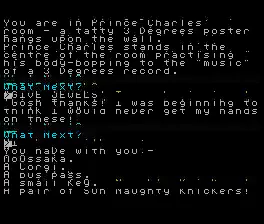 You are in Prince Charles'
room - a tatty 3 Degrees poster
hangs upon the wall.
Prince Charles stands in the
centre of the room practising
his body-bopping to the "music"
of a 3 Degrees record.
What Next?
GIVE JEWELS
"Gosh thanks! I was beginning to
think I would never get my hands
on these!"
What Next?
You have with you:-
A Corgi.
A bus pass.
A small key.
A pair of Sun Naughty Knickers!